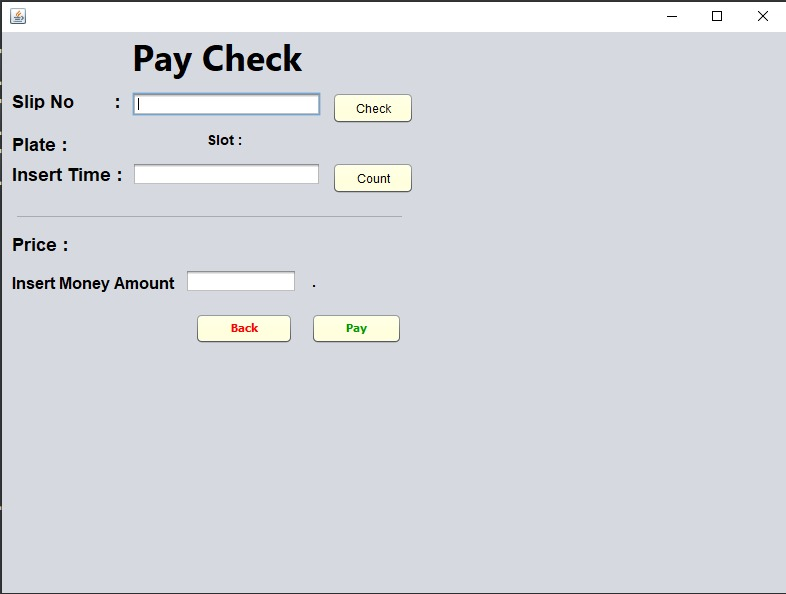 Pay Check
Slip No : Check
Plate : Slot :
Insert Time : Count
Price :
Insert Money Amount .
Back Pay